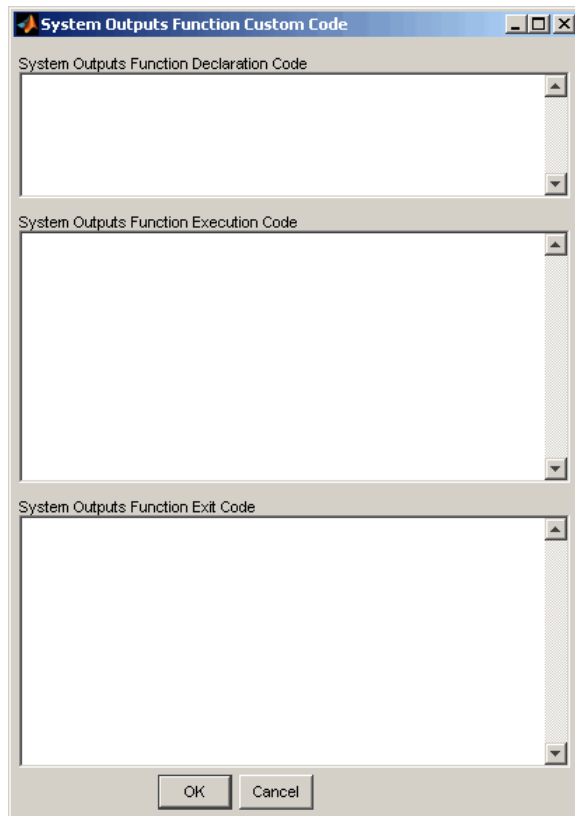 System Outputs Function Custom Code
System Outputs Function Declaration Code
System Outputs Function Execution Code
System Outputs Function Exit Code
OK Cancel